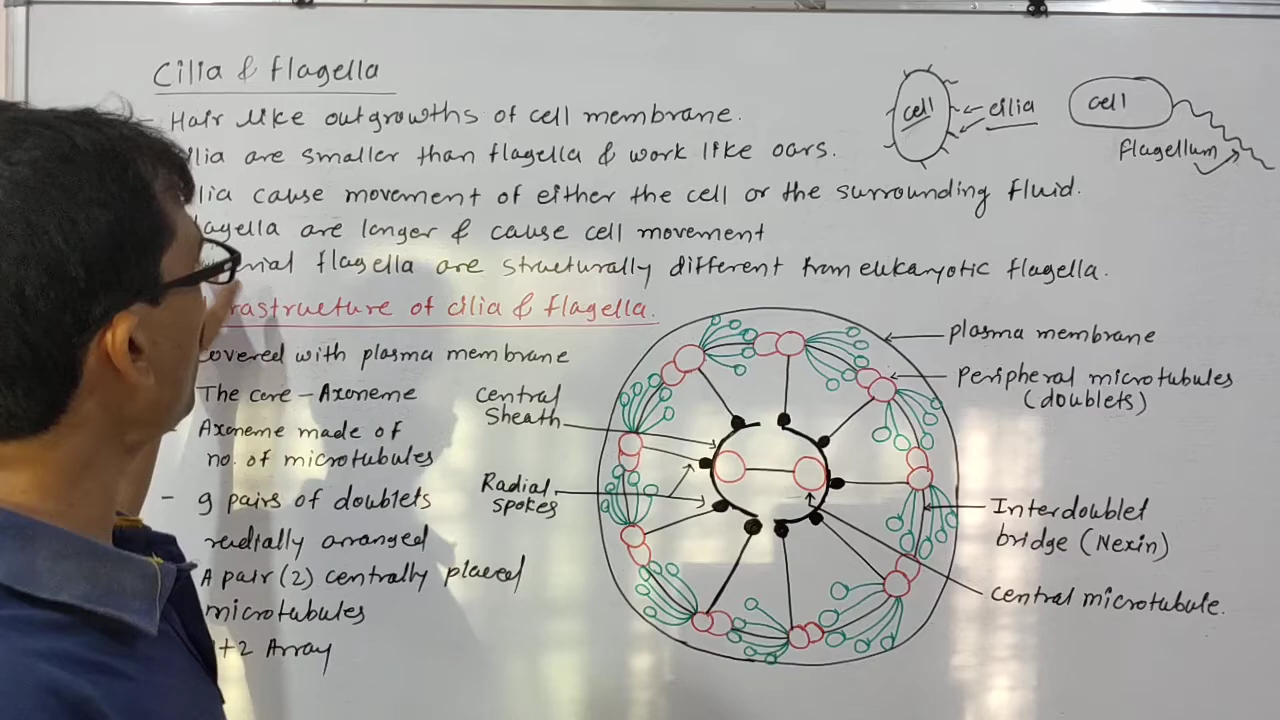 Cilia & flagella
- Hair like outgrowths of cell membrane.
are smaller than flagella & work like oars.
cause movement of either the cell or the surrounding fluid.
are longer & cause cell movement
flagella are structurally different from eukaryotic flagella.
cell
cilia
cell
flagellum
of cilia & flagella.
covered with plasma membrane
The core - Axoneme
Axoneme made of
no. of microtubules
- 9 pairs of doublets
radially arranged
A pair (2) centrally placed
microtubules
+2 Array
central
Sheath
Radial
spokes
plasma membrane
Peripheral microtubules
(doublets)
Interdoublet
bridge (Nexin)
central microtubule.